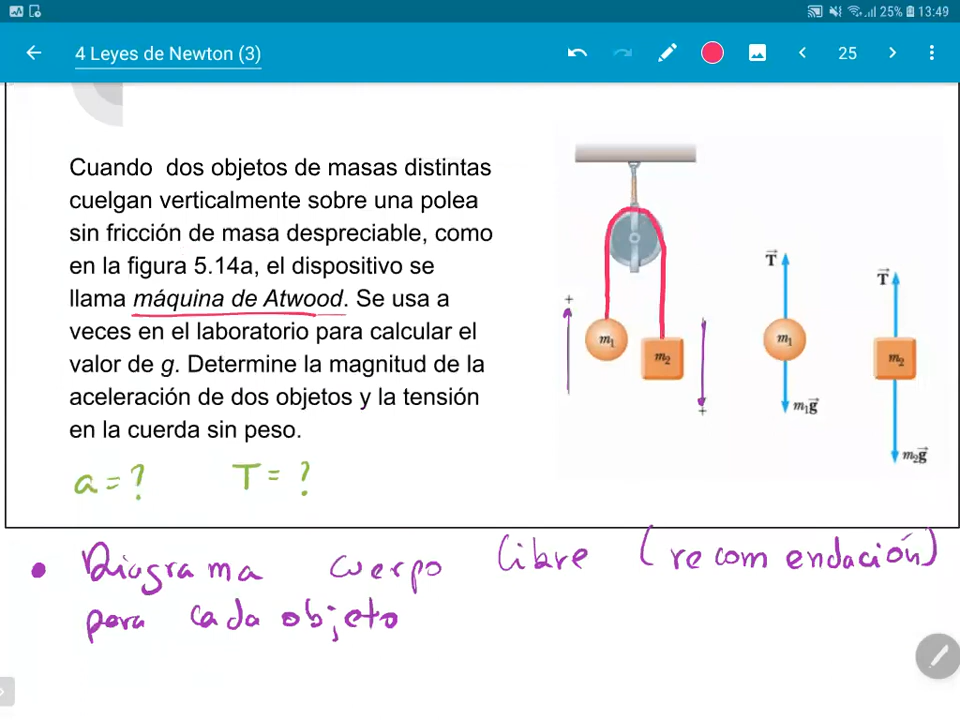 25% 13:49
4 Leyes de Newton (3)
25
Cuando dos objetos de masas distintas
cuelgan verticalmente sobre una polea
sin fricción de masa despreciable, como
en la figura 5.14a, el dispositivo se
llama máquina de Atwood. Se usa a
veces en el laboratorio para calcular el
valor de g. Determine la magnitud de la
aceleración de dos objetos y la tensión
en la cuerda sin peso.
a = ? T = ?
+
m₁
m₂
+
T⃗
m₁
m₁g⃗
T⃗
m₂
m₂g⃗
• Diagrama cuerpo libre (recomendación)
para cada objeto